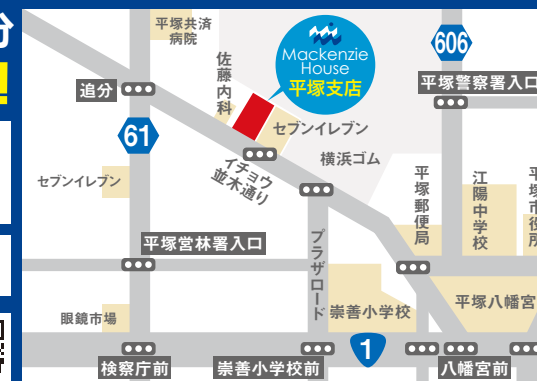 分
!
平塚共済
病院
佐藤内科
Mackenzie
House
平塚支店
606
平塚警察署入口
追分
61
セブンイレブン
イチョウ
並木通り
横浜ゴム
セブンイレブン
平塚郵便局
江陽中学校
平塚市役所
平塚営林署入口
プラザロード
崇善小学校
平塚八幡宮
眼鏡市場
1
検察庁前
崇善小学校前
八幡宮前